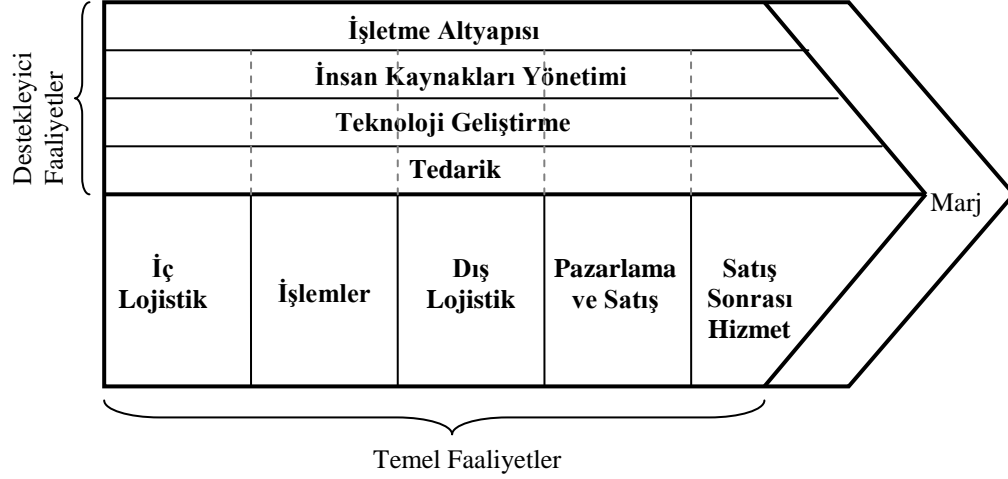 Destekleyici
Faaliyetler
İşletme Altyapısı
İnsan Kaynakları Yönetimi
Teknoloji Geliştirme
Tedarik
Marj
İç
Lojistik
İşlemler
Dış
Lojistik
Pazarlama
ve Satış
Satış
Sonrası
Hizmet
Temel Faaliyetler